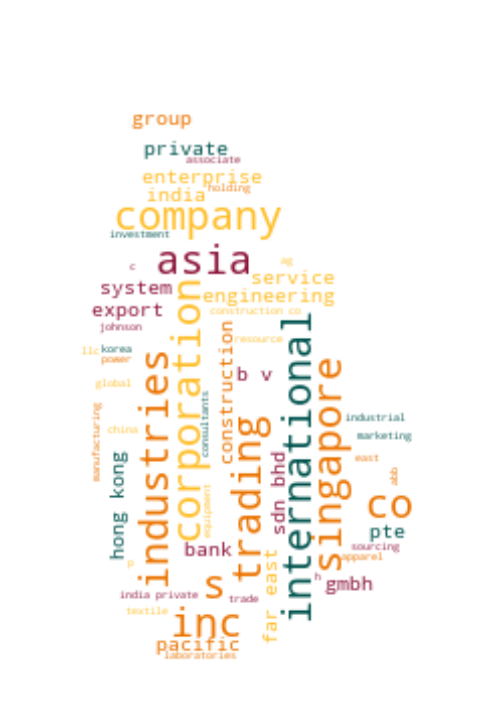 group
private
associate
enterprise
holding
india
company
investment
asia
c
ag
system
service
engineering
export
construction co
johnson
corporation
international
construction
resource
llc
korea
power
industries
b v
singapore
global
consultants
manufacturing
trading
industrial
china
marketing
hong kong
sdn bhd
east
abb
equipment
co
pte
bank
sourcing
apparel
far east
p
s
h
gmbh
india private
trade
textile
inc
pacific
laboratories